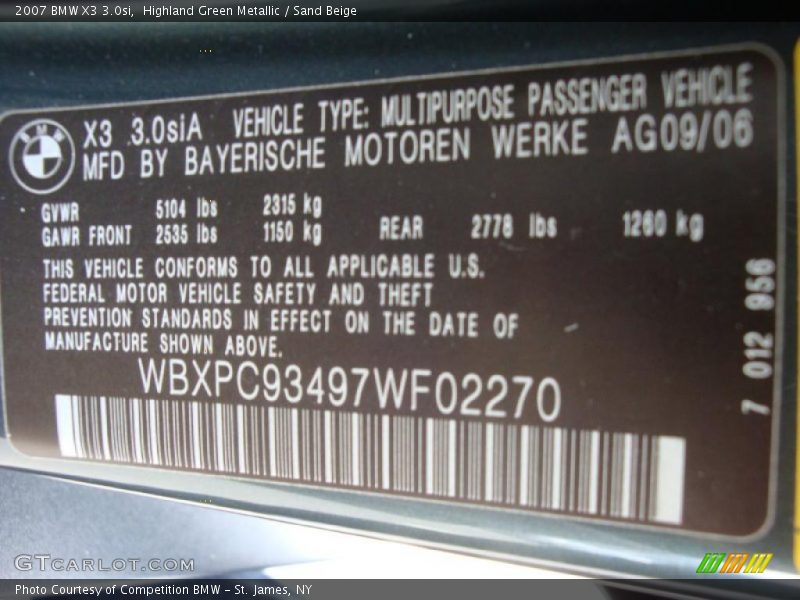 2007 BMW X3 3.0si, Highland Green Metallic / Sand Beige
BMW
X3 3.0siA VEHICLE TYPE: MULTIPURPOSE PASSENGER VEHICLE
MFD BY BAYERISCHE MOTOREN WERKE AG 09/06
GVWR 5104 lbs 2315 kg
GAWR FRONT 2535 lbs 1150 kg REAR 2778 lbs 1260 kg
THIS VEHICLE CONFORMS TO ALL APPLICABLE U.S.
FEDERAL MOTOR VEHICLE SAFETY AND THEFT
PREVENTION STANDARDS IN EFFECT ON THE DATE OF
MANUFACTURE SHOWN ABOVE.
WBXPC93497WF02270
7 012 956
GTCARLOT.COM
Photo Courtesy of Competition BMW – St. James, NY